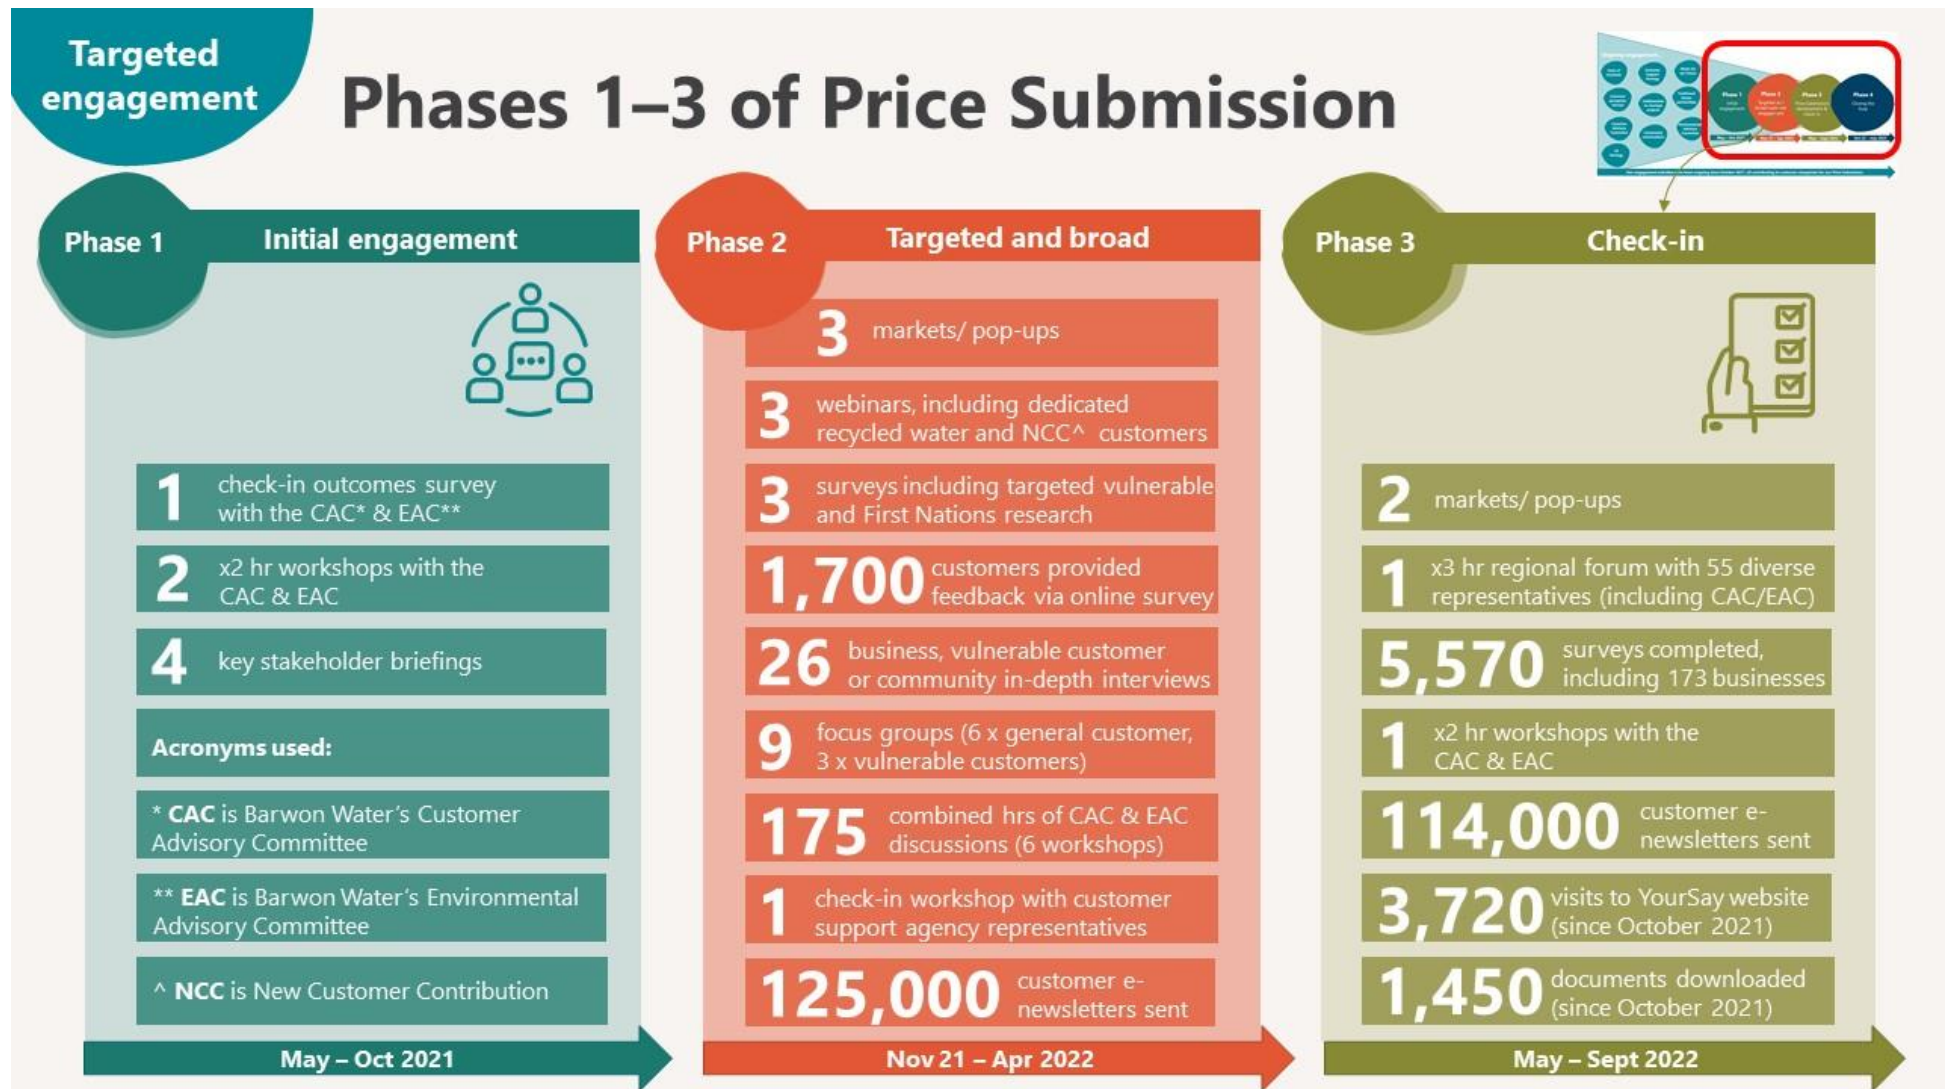 Targeted
engagement
Phases 1–3 of Price Submission
Phase 1
Phase 1
Initial engagement
1
check-in outcomes survey
with the CAC* & EAC**
2
x2 hr workshops with the
CAC & EAC
4
key stakeholder briefings
Acronyms used:
* CAC is Barwon Water's Customer
Advisory Committee
** EAC is Barwon Water's Environmental
Advisory Committee
^ NCC is New Customer Contribution
May – Oct 2021
Phase 2
Targeted and broad
3 markets/ pop-ups
3
webinars, including dedicated
recycled water and NCC^ customers
3
surveys including targeted vulnerable
and First Nations research
1,700
customers provided
feedback via online survey
26
business, vulnerable customer
or community in-depth interviews
9
focus groups (6 x general customer,
3 x vulnerable customers)
175
combined hrs of CAC & EAC
discussions (6 workshops)
1
check-in workshop with customer
support agency representatives
125,000
customer e-
newsletters sent
Nov 21 – Apr 2022
Phase 3
Check-in
2 markets/ pop-ups
1
x3 hr regional forum with 55 diverse
representatives (including CAC/EAC)
5,570
surveys completed,
including 173 businesses
1
x2 hr workshops with the
CAC & EAC
114,000
customer e-
newsletters sent
3,720
visits to YourSay website
(since October 2021)
1,450
documents downloaded
(since October 2021)
May – Sept 2022